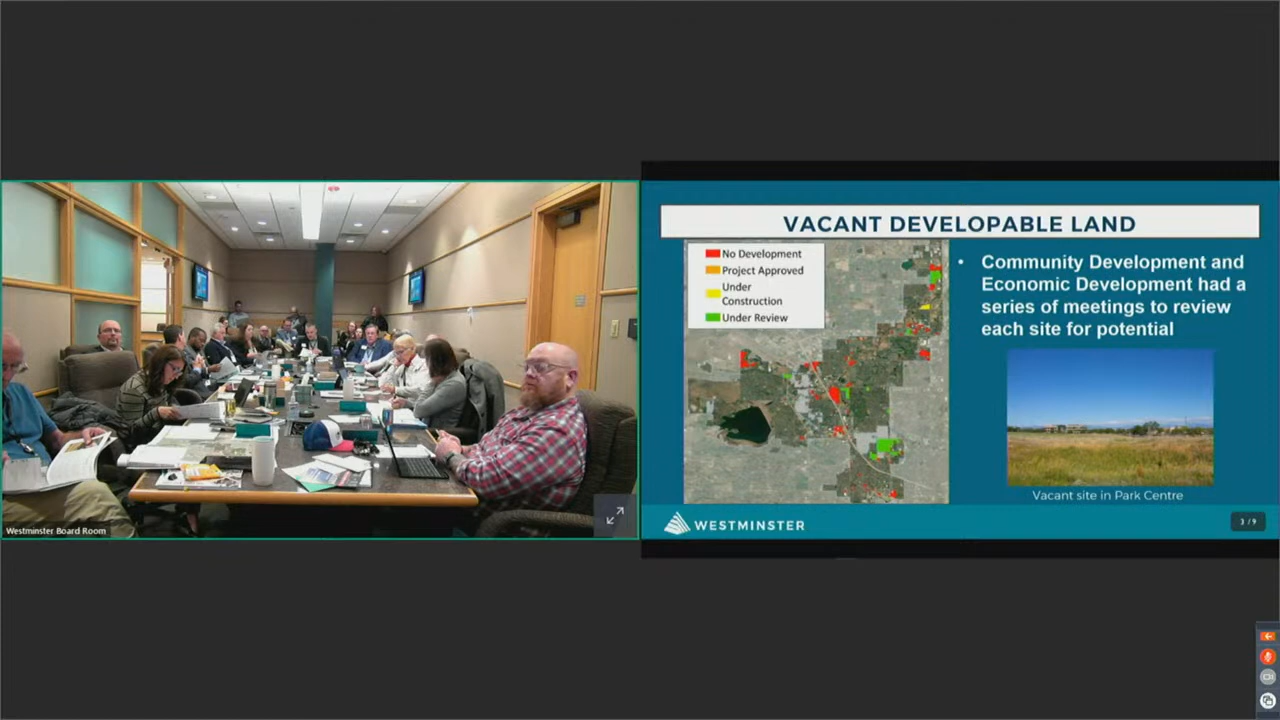 VACANT DEVELOPABLE LAND
No Development
Project Approved
Under
Construction
Under Review
• Community Development and
Economic Development had a
series of meetings to review
each site for potential
Vacant site in Park Centre
WESTMINSTER
3 / 9
Westminster Board Room